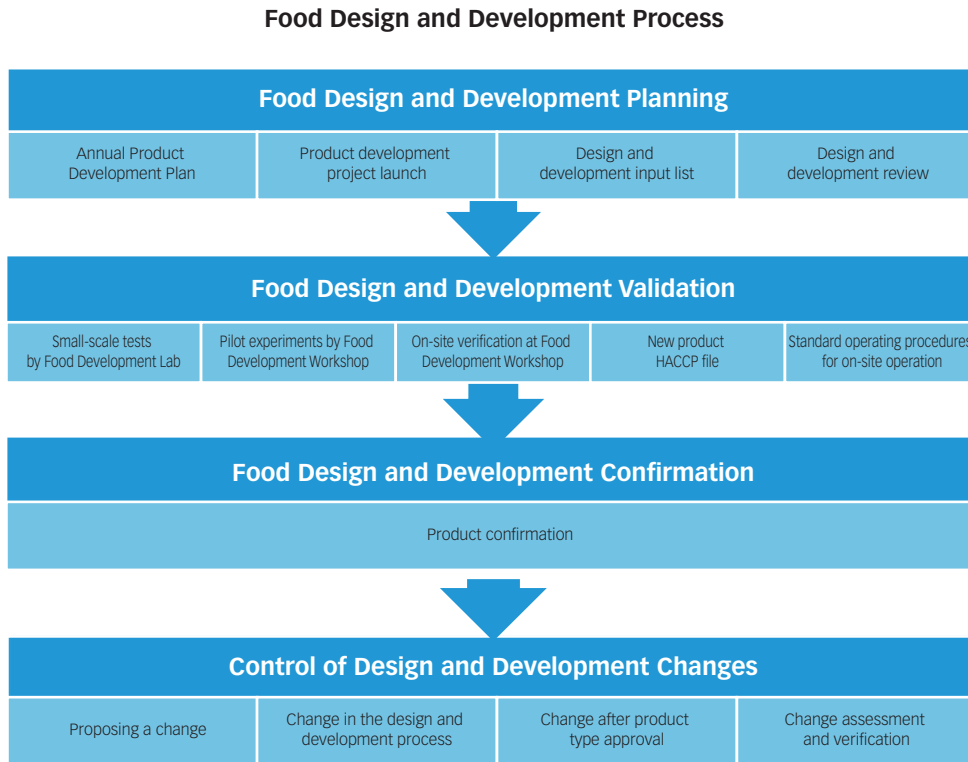 Food Design and Development Process
Food Design and Development Planning
Annual Product
Development Plan
Product development
project launch
Design and
development input list
Design and
development review
Food Design and Development Validation
Small-scale tests
by Food Development Lab
Pilot experiments by Food
Development Workshop
On-site verification at Food
Development Workshop
New product
HACCP file
Standard operating procedures
for on-site operation
Food Design and Development Confirmation
Product confirmation
Control of Design and Development Changes
Proposing a change
Change in the design and
development process
Change after product
type approval
Change assessment
and verification